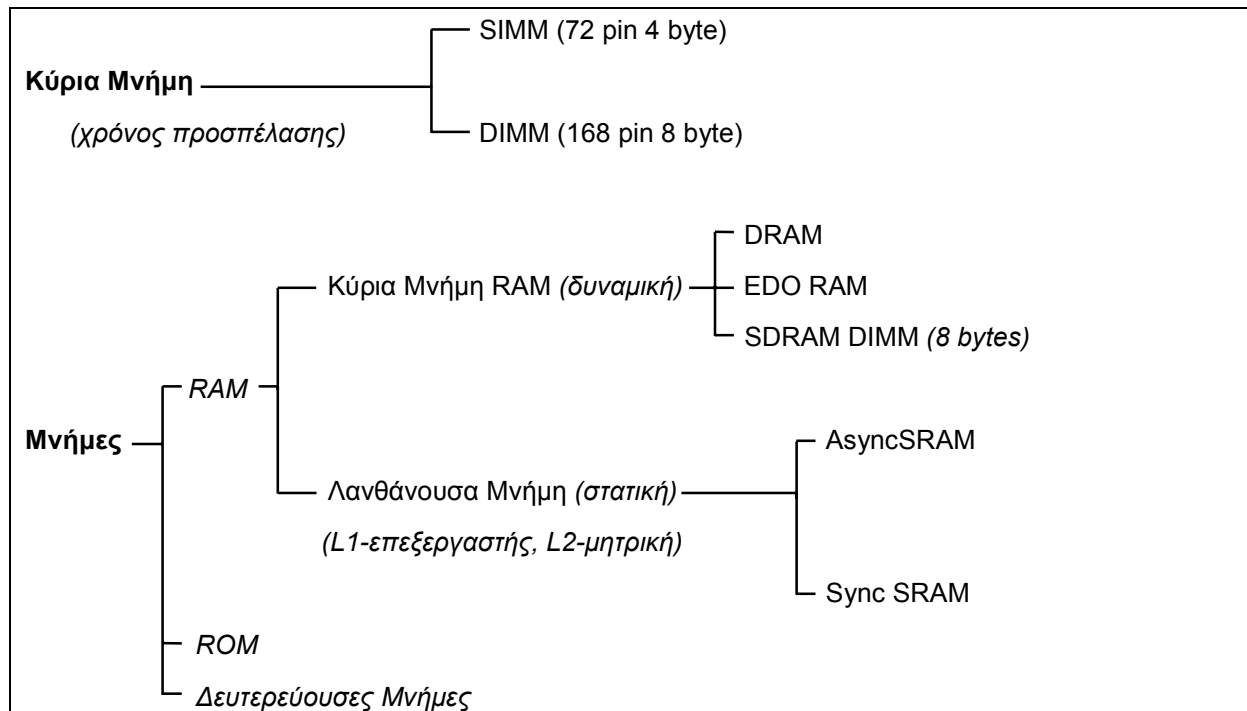 SIMM (72 pin 4 byte)
Κύρια Μνήμη
(χρόνος προσπέλασης)
DIMM (168 pin 8 byte)
DRAM
Κύρια Μνήμη RAM (δυναμική)
EDO RAM
SDRAM DIMM (8 bytes)
RAM
Μνήμες
AsyncSRAM
Λανθάνουσα Μνήμη (στατική)
(L1-επεξεργαστής, L2-μητρική)
Sync SRAM
ROM
Δευτερεύουσες Μνήμες